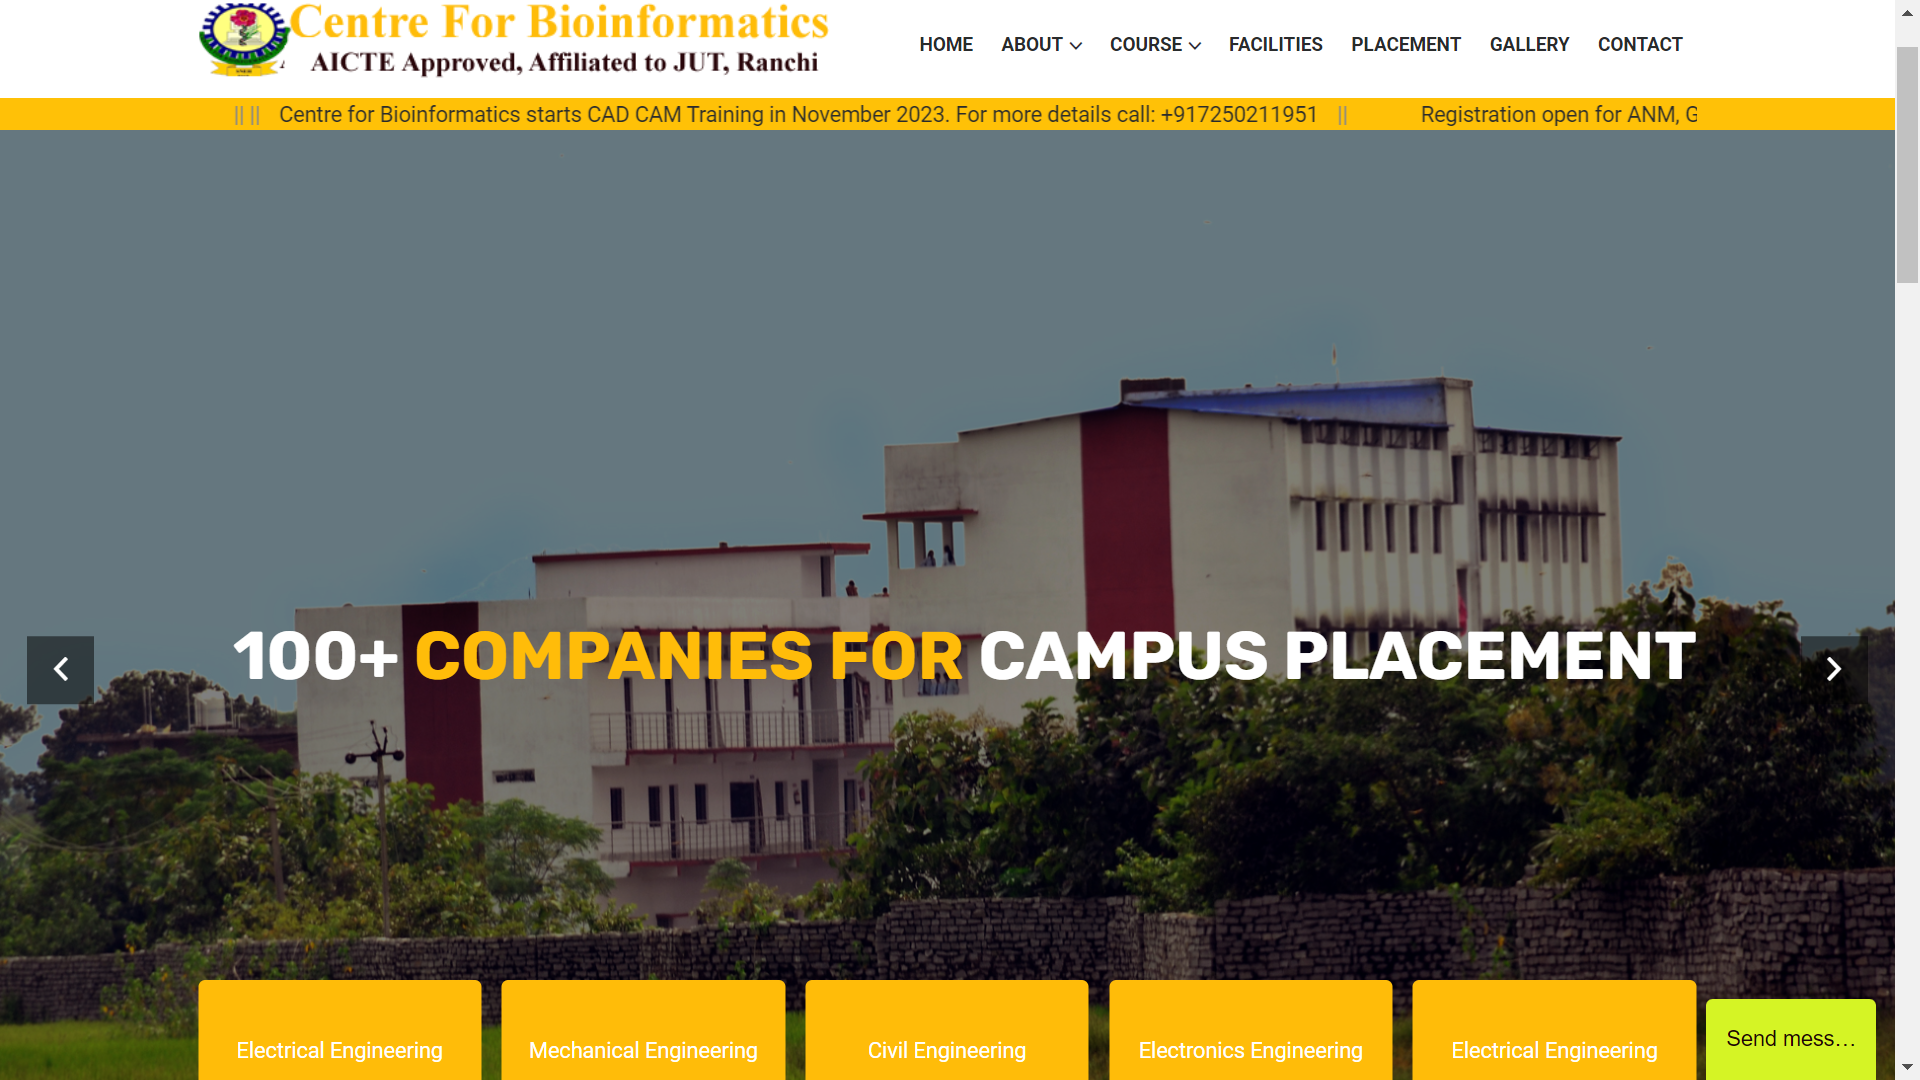 Centre For Bioinformatics
AICTE Approved, Affiliated to JUT, Ranchi
HOME ABOUT COURSE FACILITIES PLACEMENT GALLERY CONTACT
|| || Centre for Bioinformatics starts CAD CAM Training in November 2023. For more details call: +917250211951 || Registration open for ANM, G
100+ COMPANIES FOR CAMPUS PLACEMENT
Electrical Engineering
Mechanical Engineering
Civil Engineering
Electronics Engineering
Electrical Engineering
Send mess...